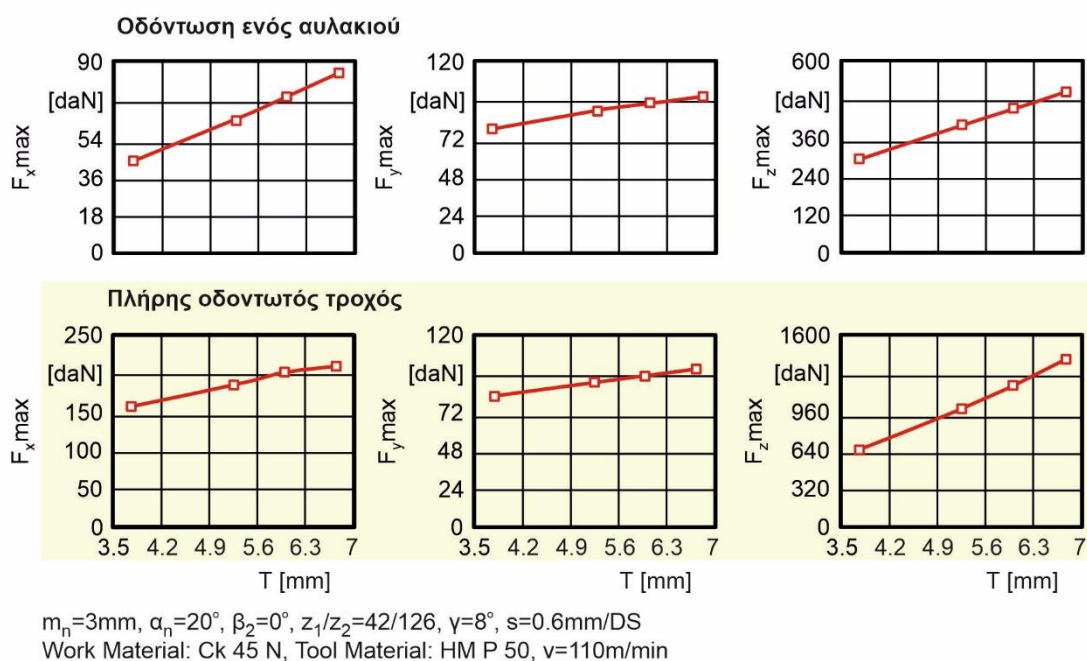 Οδόντωση ενός αυλακιού
90 120 600
[daN] [daN] [daN]
54 72 360
36 48 240
18 24 120
0 0 0
Fxmax Fymax Fzmax
Πλήρης οδοντωτός τροχός
250 120 1600
[daN] [daN] [daN]
150 72 960
100 48 640
50 24 320
0 0 0
Fxmax Fymax Fzmax
3.5 4.2 4.9 5.6 6.3 7 3.5 4.2 4.9 5.6 6.3 7 3.5 4.2 4.9 5.6 6.3 7
T [mm] T [mm] T [mm]
mn=3mm, αn=20°, β2=0°, z1/z2=42/126, γ=8°, s=0.6mm/DS
Work Material: Ck 45 N, Tool Material: HM P 50, v=110m/min